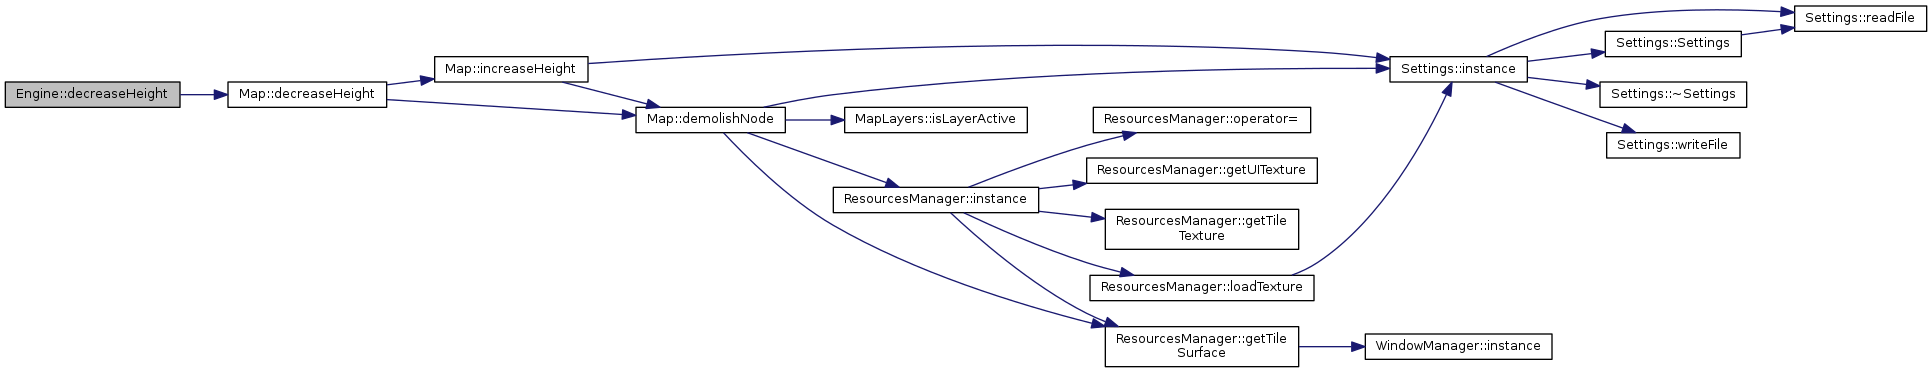 Engine::decreaseHeight
Map::decreaseHeight
Map::increaseHeight
Map::demolishNode
MapLayers::isLayerActive
ResourcesManager::instance
ResourcesManager::operator=
ResourcesManager::getUITexture
ResourcesManager::getTile
Texture
ResourcesManager::loadTexture
ResourcesManager::getTile
Surface
WindowManager::instance
Settings::instance
Settings::readFile
Settings::Settings
Settings::~Settings
Settings::writeFile